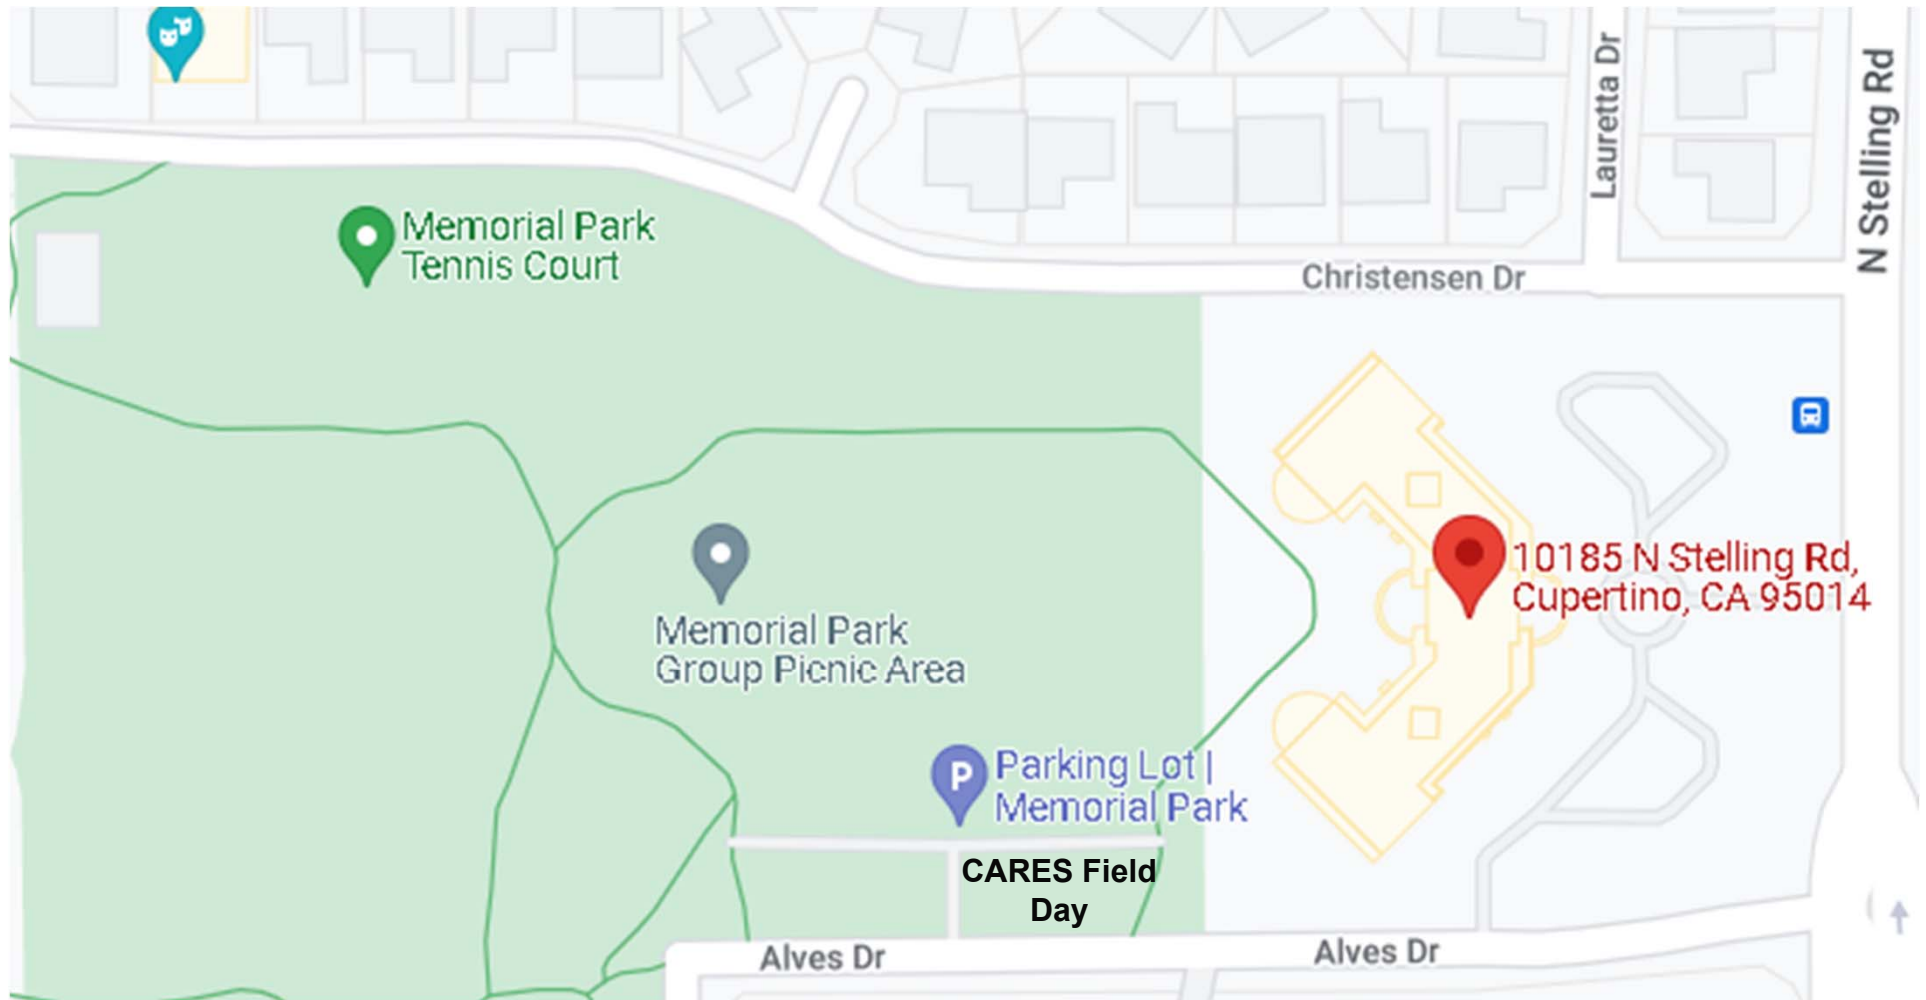 Lauretta Dr
N Stelling Rd
Memorial Park
Tennis Court
Christensen Dr
10185 N Stelling Rd,
Cupertino, CA 95014
Memorial Park
Group Picnic Area
P
Parking Lot |
Memorial Park
CARES Field
Day
Alves Dr
Alves Dr